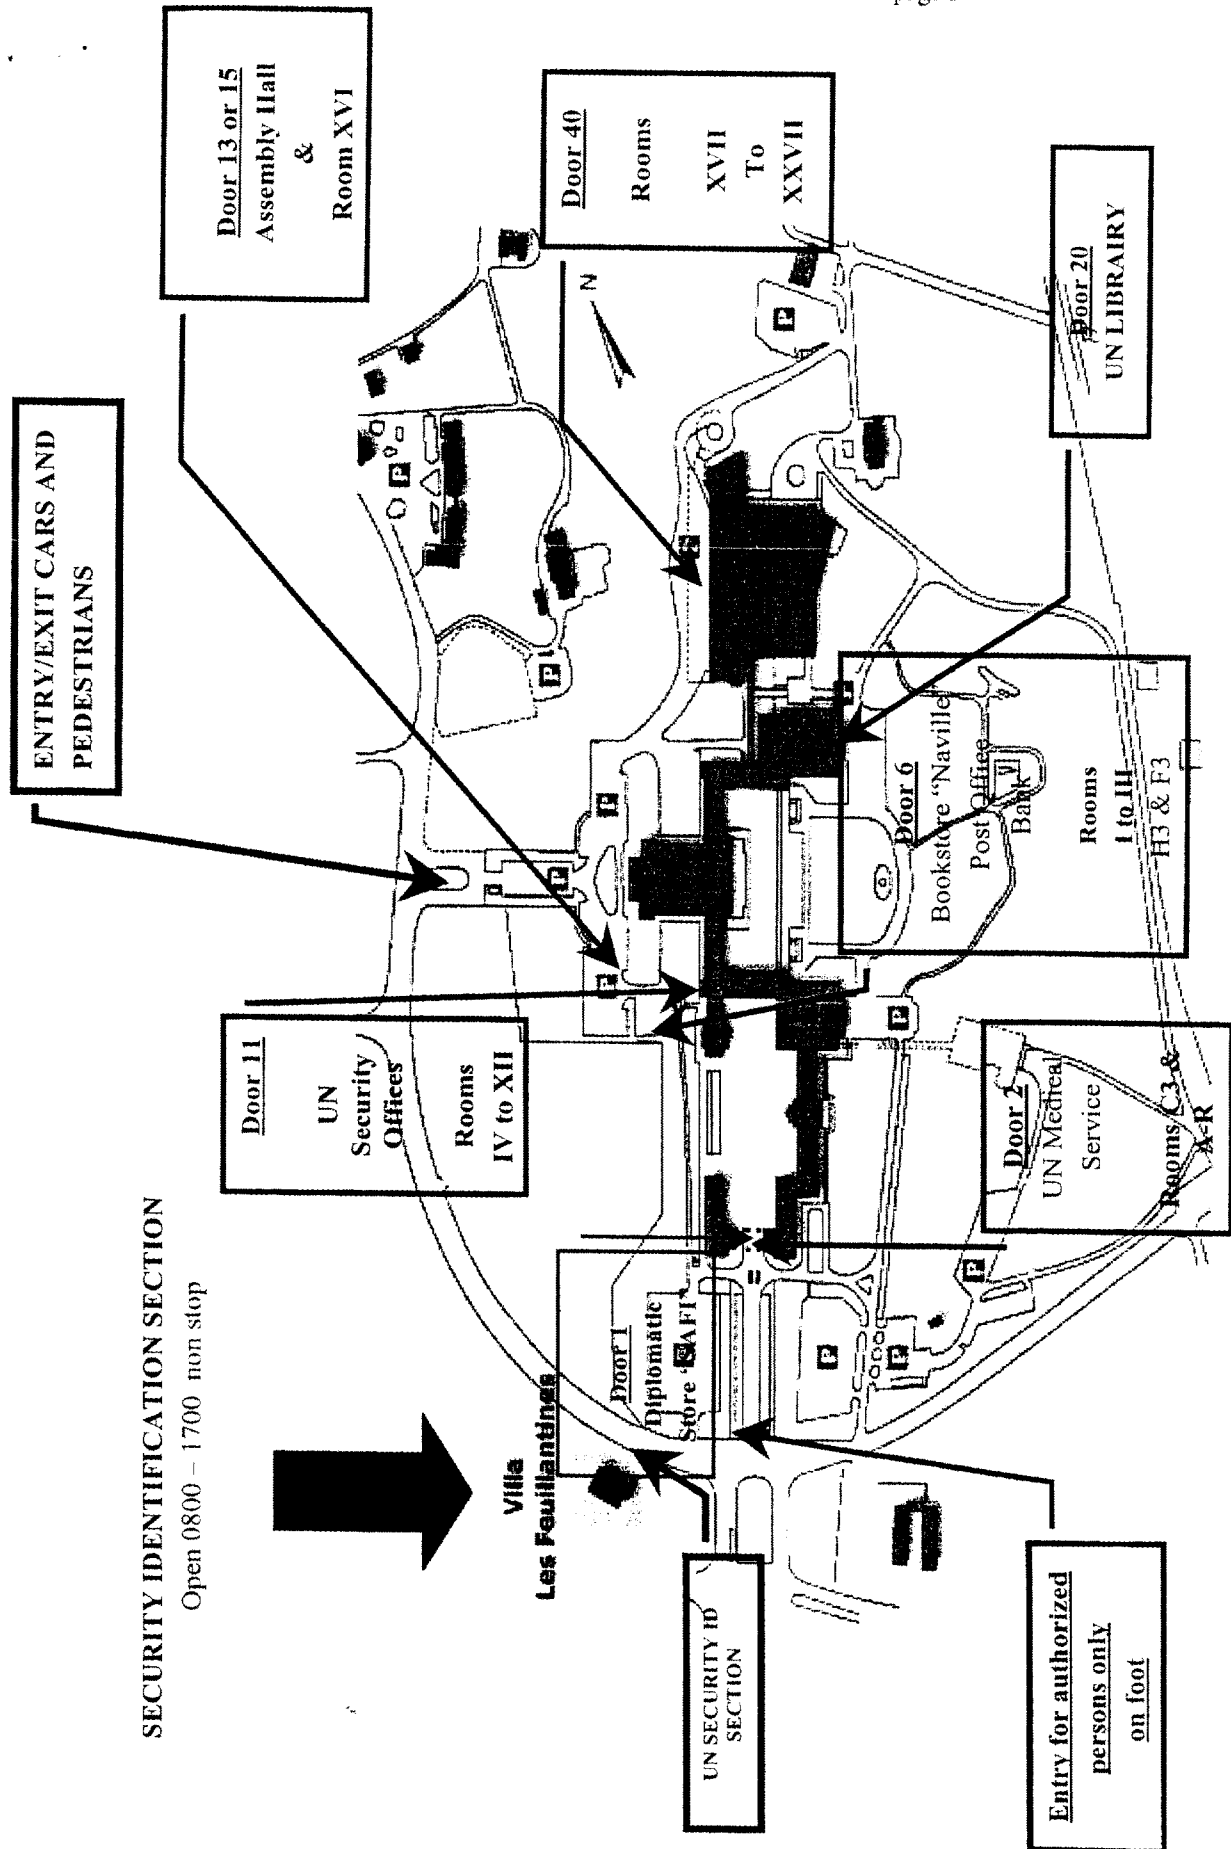 SECURITY IDENTIFICATION SECTION
Open 0800 – 1700 non stop
Villa
Les Feuillantines
ENTRY/EXIT CARS AND
PEDESTRIANS
Door 13 or 15
Assembly Hall
&
Room XVI
Door 40
Rooms
XVII
To
XXVII
N
Door 11
UN
Security
Offices
Rooms
IV to XII
Door 1
Diplomatic
Store "SAFI"
UN SECURITY ID
SECTION
Entry for authorized
persons only
on foot
Door 2
UN Medical
Service
Rooms C3 &
A-R
Door 6
Bookstore "Naville
Post Office
Bank
Rooms
I to III
H3 & F3
Door 20
UN LIBRAIRY
P
P
P
P
P
P
P
P
P
P
P